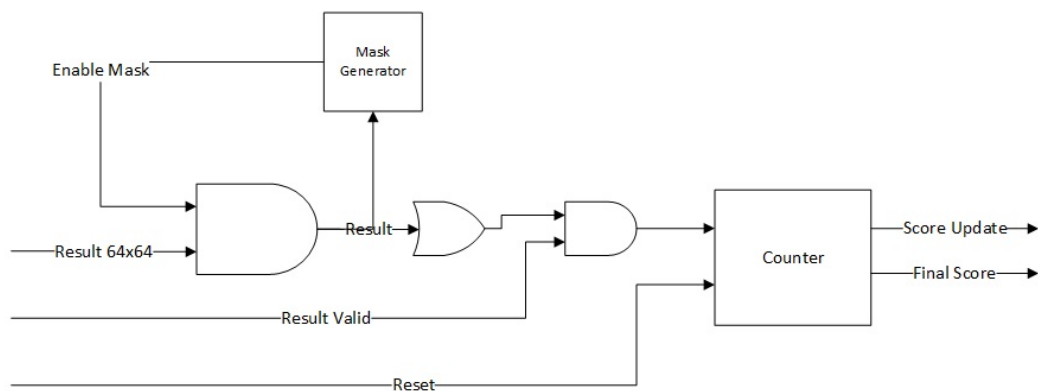 Mask
Generator
Enable Mask
Result
Result 64x64
Score Update
Counter
Final Score
Result Valid
Reset